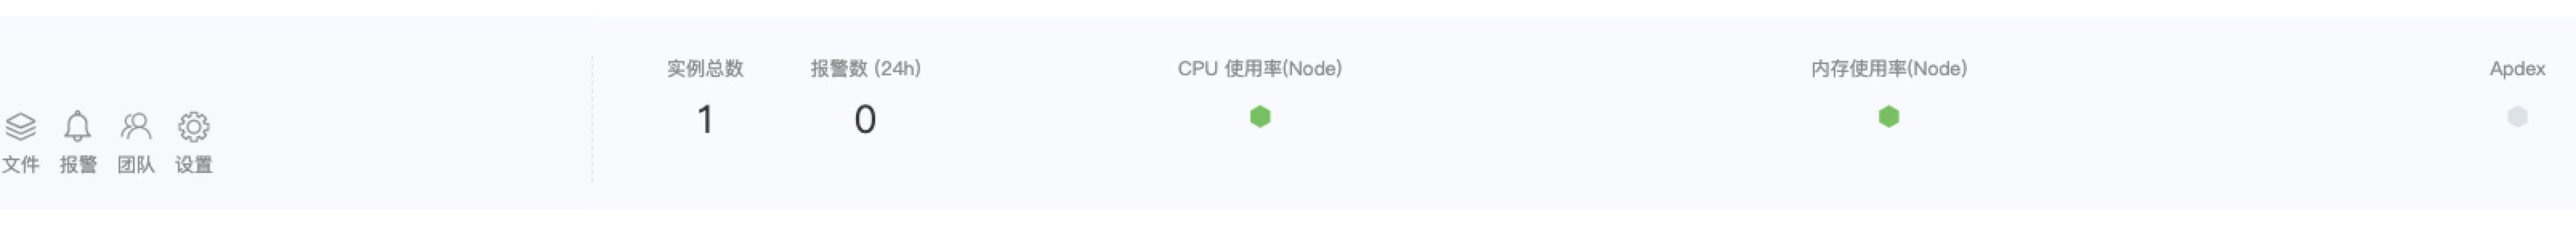 实例总数
报警数 (24h)
CPU 使用率(Node)
内存使用率(Node)
Apdex
1
0
文件
报警
团队
设置